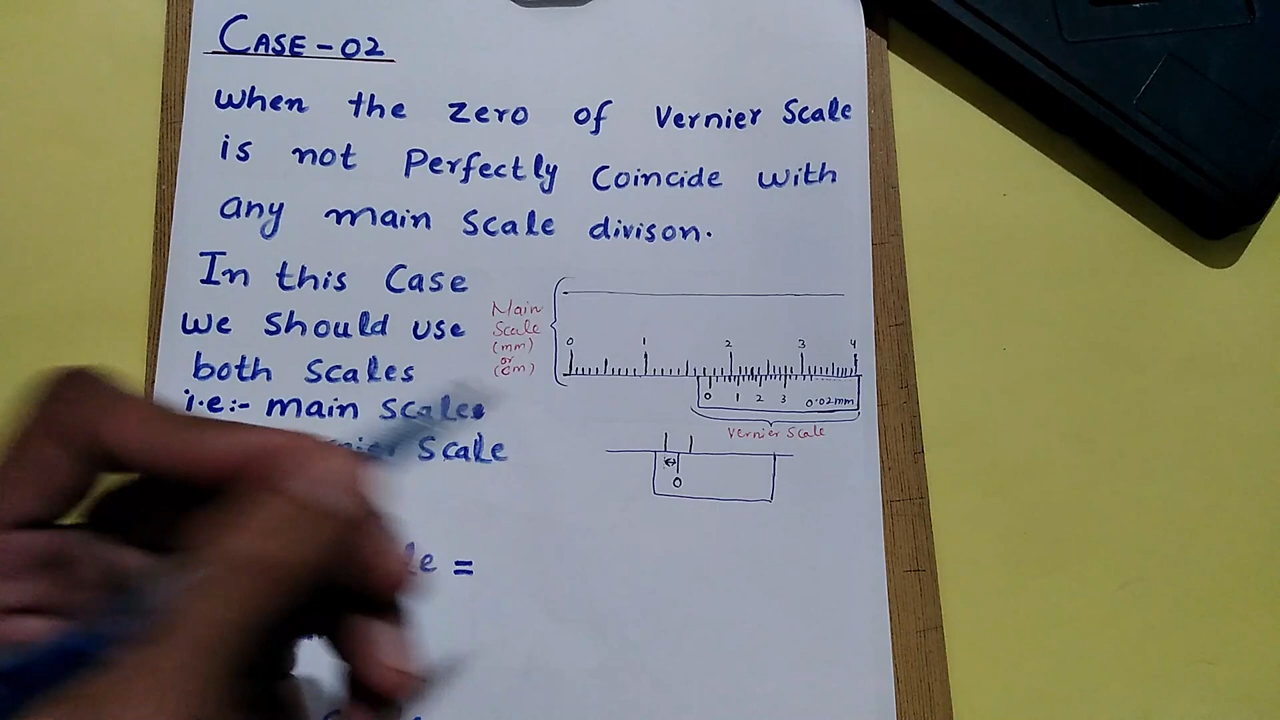 CASE-02
when the zero of Vernier Scale
is not Perfectly Coincide with
any main scale divison.
In this Case
we should use
both scales
i.e:- main scales
Scale
=
Main
Scale
(mm)
or
(cm)
0 1 2 3 4
0 1 2 3 0.02mm
Vernier Scale
0